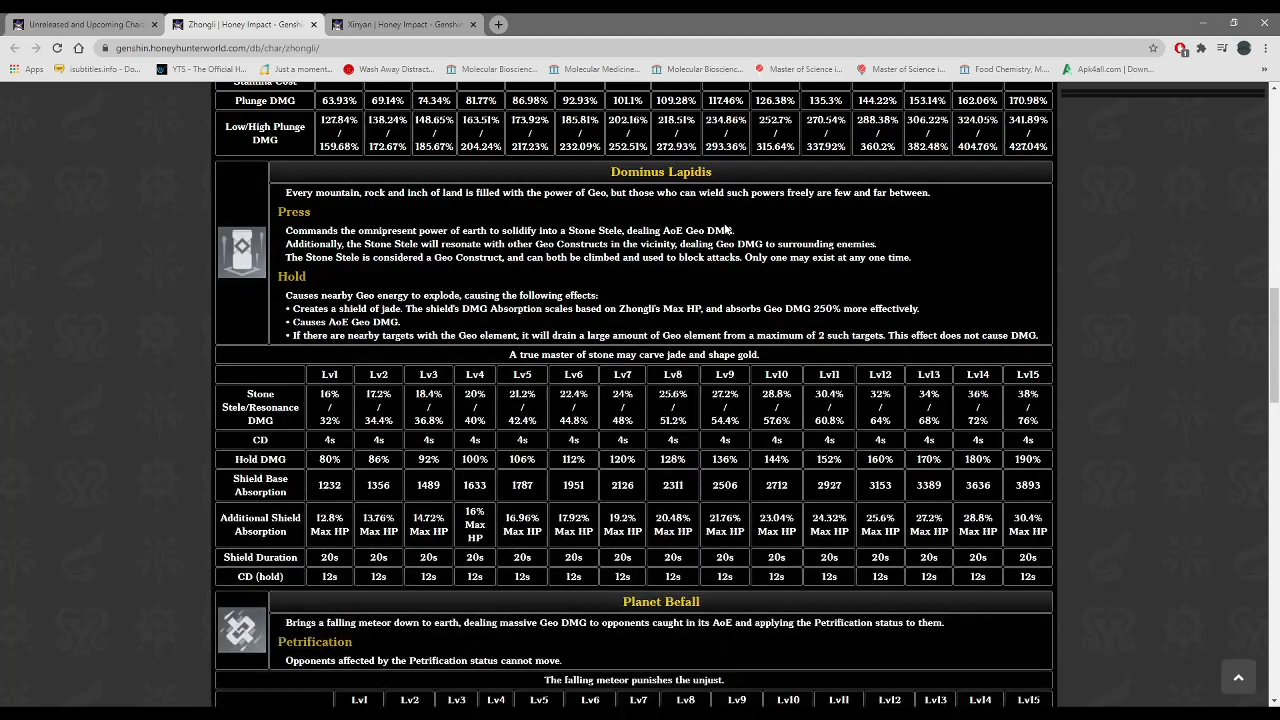 Unreleased and Upcoming Chara
Zhongli | Honey Impact - Genshin
Xinyan | Honey Impact - Genshin
genshin.honeyhunterworld.com/db/char/zhongli/
Apps
isubtitles.info - Do...
YTS - The Official H...
Just a moment...
Wash Away Distract...
Molecular Bioscienc...
Molecular Medicine...
Molecular Bioscienc...
Master of Science i...
Master of Science i...
Food Chemistry, M...
Apk4all.com | Down...
Stamina Cost
Plunge DMG 63.93% 69.14% 74.34% 81.77% 86.98% 92.93% 101.1% 109.28% 117.46% 126.38% 135.3% 144.22% 153.14% 162.06% 170.98%
127.84% 138.24% 148.65% 163.51% 173.92% 185.81% 202.16% 218.51% 234.86% 252.7% 270.54% 288.38% 306.22% 324.05% 341.89%
Low/High Plunge / / / / / / / / / / / / / / /
DMG 159.68% 172.67% 185.67% 204.24% 217.23% 232.09% 252.51% 272.93% 293.36% 315.64% 337.92% 360.2% 382.48% 404.76% 427.04%
Dominus Lapidis
Every mountain, rock and inch of land is filled with the power of Geo, but those who can wield such powers freely are few and far between.
Press
Commands the omnipresent power of earth to solidify into a Stone Stele, dealing AoE Geo DMG.
Additionally, the Stone Stele will resonate with other Geo Constructs in the vicinity, dealing Geo DMG to surrounding enemies.
The Stone Stele is considered a Geo Construct, and can both be climbed and used to block attacks. Only one may exist at any one time.
Hold
Causes nearby Geo energy to explode, causing the following effects:
• Creates a shield of jade. The shield's DMG Absorption scales based on Zhongli's Max HP, and absorbs Geo DMG 250% more effectively.
• Causes AoE Geo DMG.
• If there are nearby targets with the Geo element, it will drain a large amount of Geo element from a maximum of 2 such targets. This effect does not cause DMG.
A true master of stone may carve jade and shape gold.
Lv1 Lv2 Lv3 Lv4 Lv5 Lv6 Lv7 Lv8 Lv9 Lv10 Lv11 Lv12 Lv13 Lv14 Lv15
Stone 16% 17.2% 18.4% 20% 21.2% 22.4% 24% 25.6% 27.2% 28.8% 30.4% 32% 34% 36% 38%
Stele/Resonance / / / / / / / / / / / / / / /
DMG 32% 34.4% 36.8% 40% 42.4% 44.8% 48% 51.2% 54.4% 57.6% 60.8% 64% 68% 72% 76%
CD 4s 4s 4s 4s 4s 4s 4s 4s 4s 4s 4s 4s 4s 4s 4s
Hold DMG 80% 86% 92% 100% 106% 112% 120% 128% 136% 144% 152% 160% 170% 180% 190%
Shield Base
Absorption 1232 1356 1489 1633 1787 1951 2126 2311 2506 2712 2927 3153 3389 3636 3893
Additional Shield 12.8% 13.76% 14.72% 16% 16.96% 17.92% 19.2% 20.48% 21.76% 23.04% 24.32% 25.6% 27.2% 28.8% 30.4%
Absorption Max HP Max HP Max HP Max HP Max HP Max HP Max HP Max HP Max HP Max HP Max HP Max HP Max HP Max HP Max HP
Shield Duration 20s 20s 20s 20s 20s 20s 20s 20s 20s 20s 20s 20s 20s 20s 20s
CD (hold) 12s 12s 12s 12s 12s 12s 12s 12s 12s 12s 12s 12s 12s 12s 12s
Planet Befall
Brings a falling meteor down to earth, dealing massive Geo DMG to opponents caught in its AoE and applying the Petrification status to them.
Petrification
Opponents affected by the Petrification status cannot move.
The falling meteor punishes the unjust.
Lv1 Lv2 Lv3 Lv4 Lv5 Lv6 Lv7 Lv8 Lv9 Lv10 Lv11 Lv12 Lv13 Lv14 Lv15